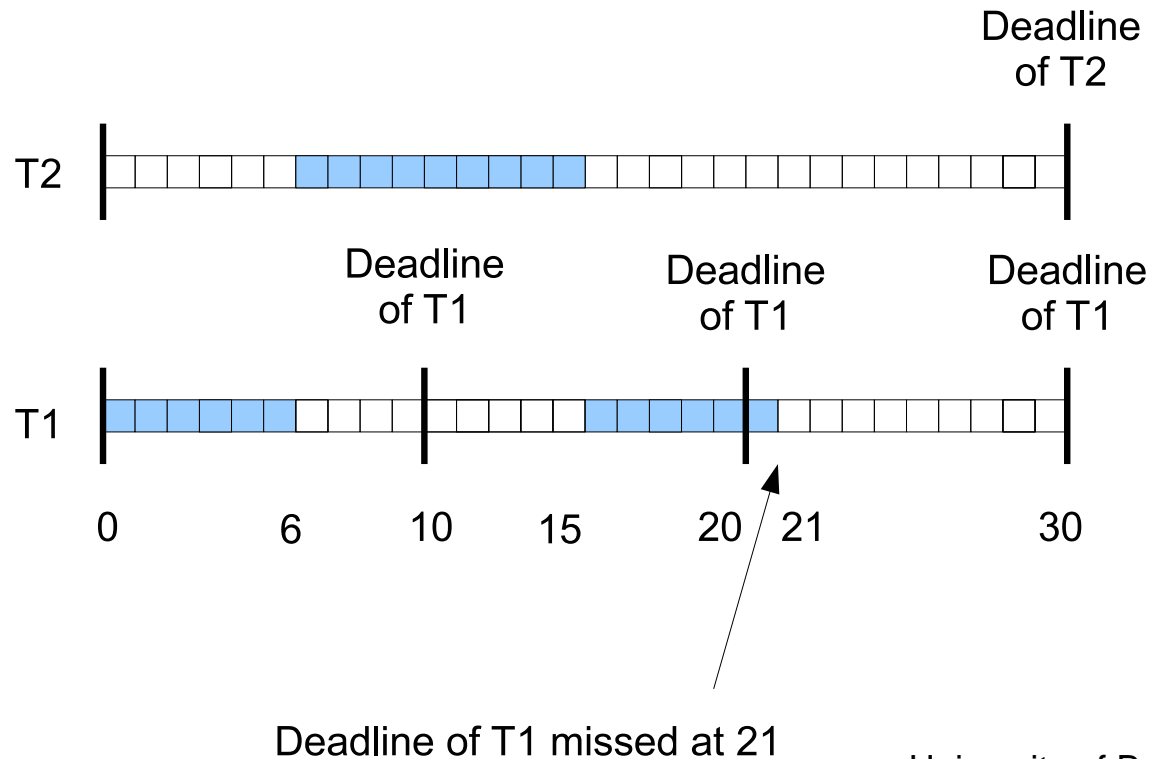 Deadline
of T2
T2
Deadline
of T1
Deadline
of T1
Deadline
of T1
T1
0 6 10 15 20 21 30
Deadline of T1 missed at 21